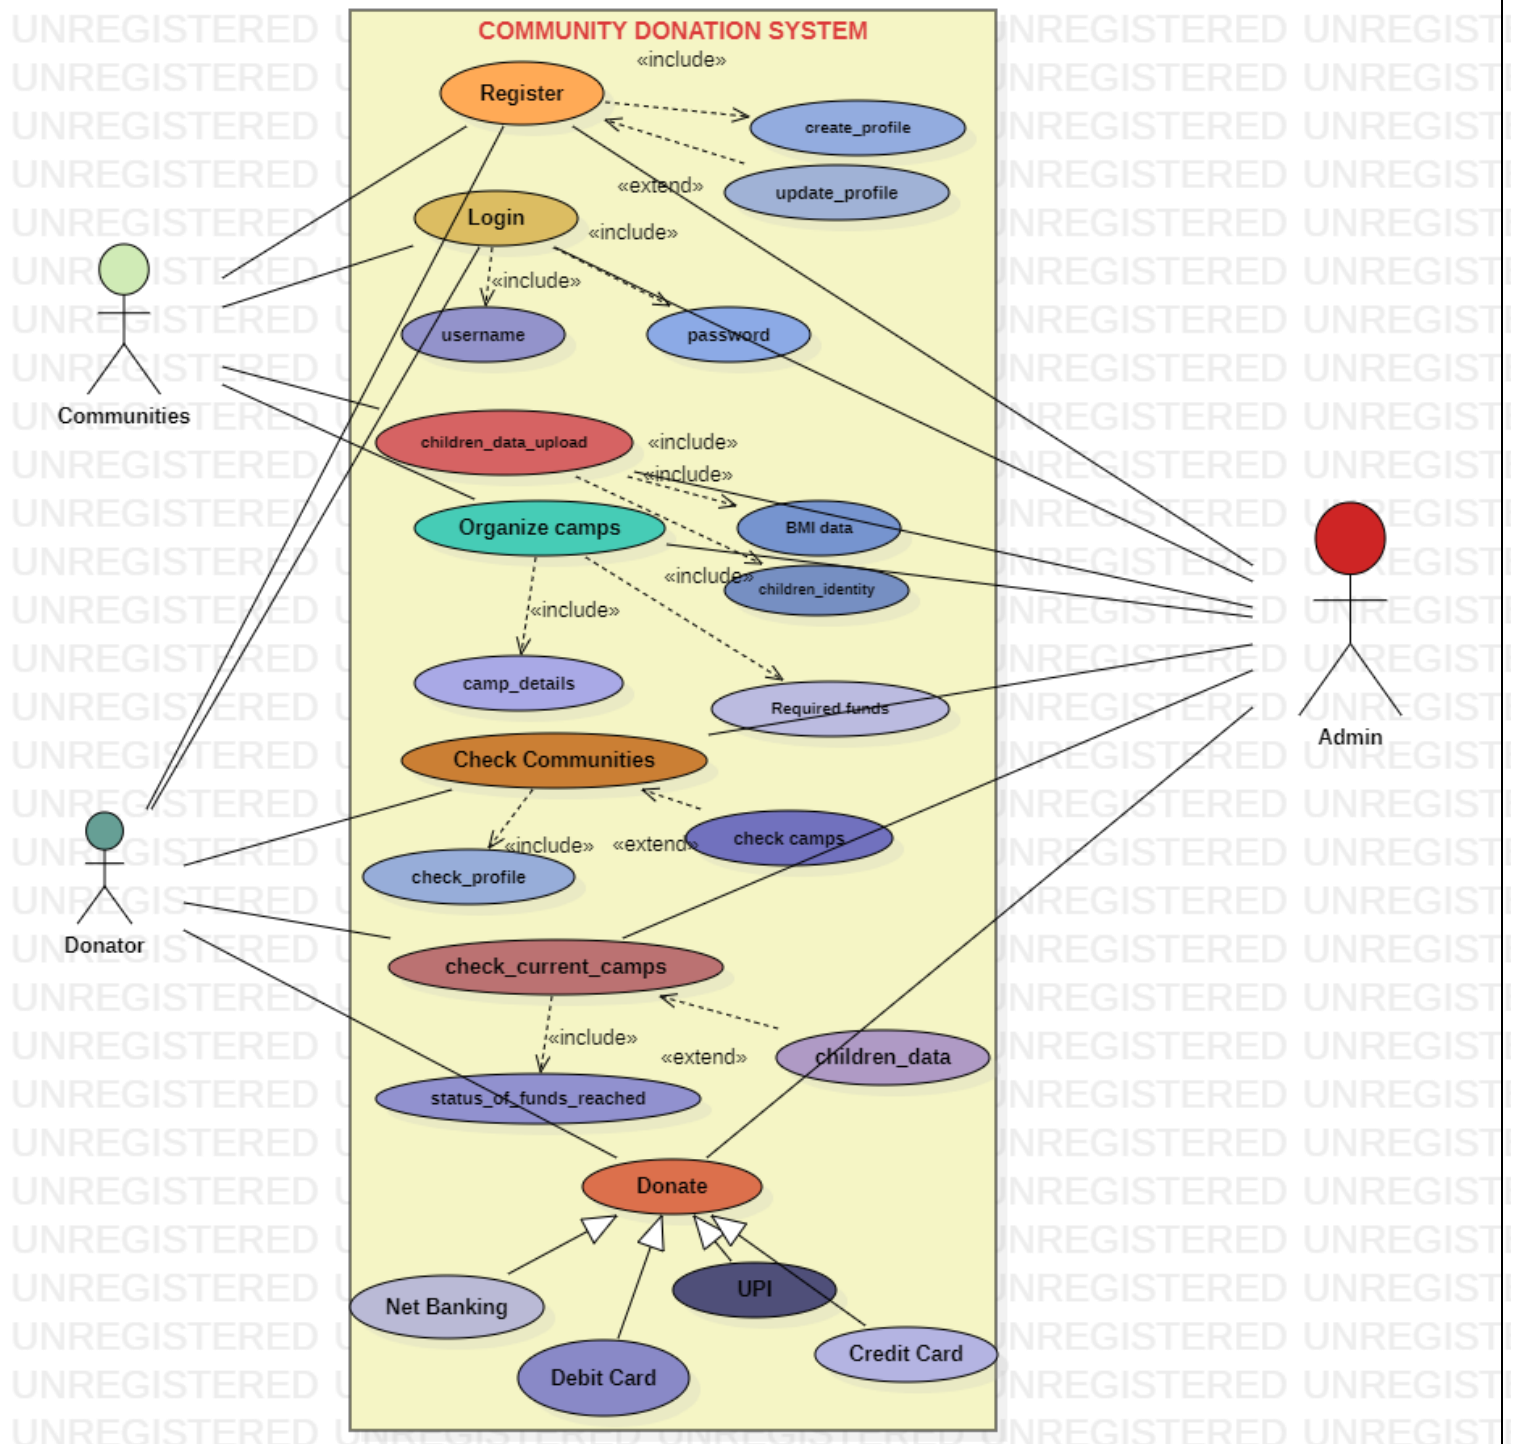 COMMUNITY DONATION SYSTEM
«include»
Register
create_profile
«extend»
update_profile
Login
«include»
«include»
username
password
Communities
children_data_upload
«include»
«include»
Organize camps
BMI data
«include»
children_identity
«include»
camp_details
Required funds
Admin
Check Communities
check camps
«include»
«extend»
check_profile
Donator
check_current_camps
«include»
«extend»
children_data
status_of_funds_reached
Donate
UPI
Net Banking
Credit Card
Debit Card
UNREGISTERED